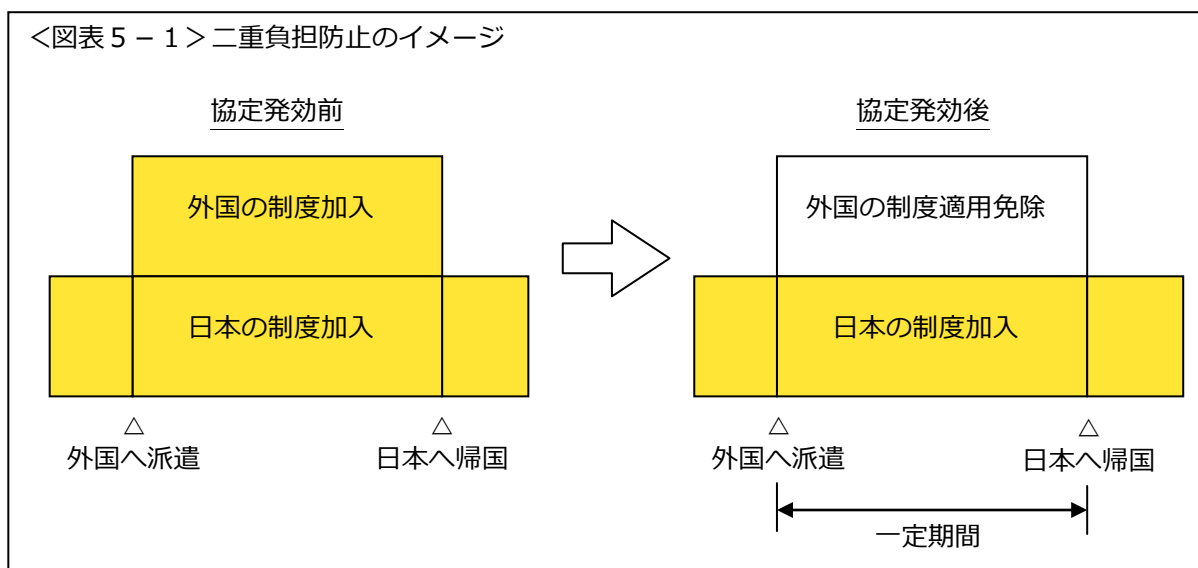 ＜図表５－１＞二重負担防止のイメージ
協定発効前
外国の制度加入
日本の制度加入
△
外国へ派遣
△
日本へ帰国
協定発効後
外国の制度適用免除
日本の制度加入
△
外国へ派遣
△
日本へ帰国
一定期間